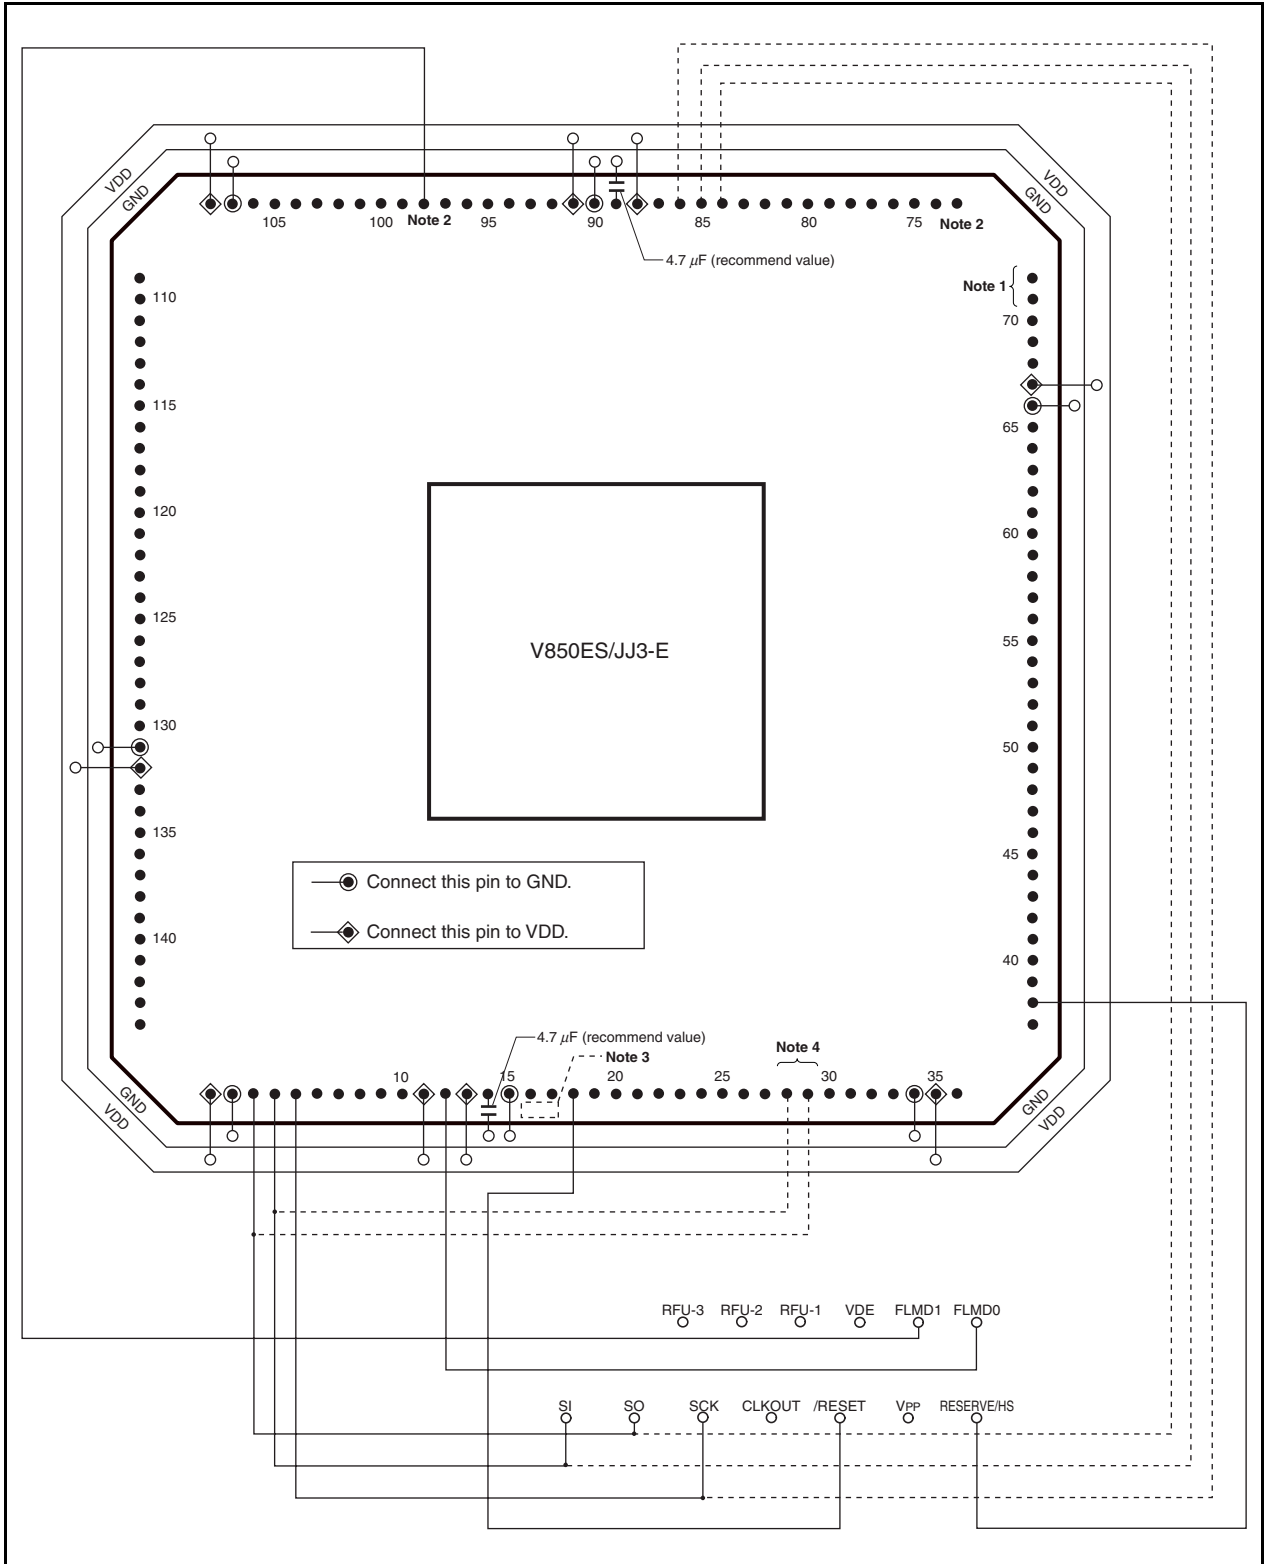 VDD
GND
VDD
GND
105
100
Note 2
95
90
85
80
75
Note 2
4.7 μF (recommend value)
Note 1
110
70
115
65
120
60
125
55
V850ES/JJ3-E
130
50
135
45
Connect this pin to GND.
Connect this pin to VDD.
140
40
4.7 μF (recommend value)
Note 3
Note 4
10
15
20
25
30
35
GND
VDD
GND
VDD
RFU-3 RFU-2 RFU-1 VDE FLMD1 FLMD0
SI SO SCK CLKOUT /RESET VPP RESERVE/HS